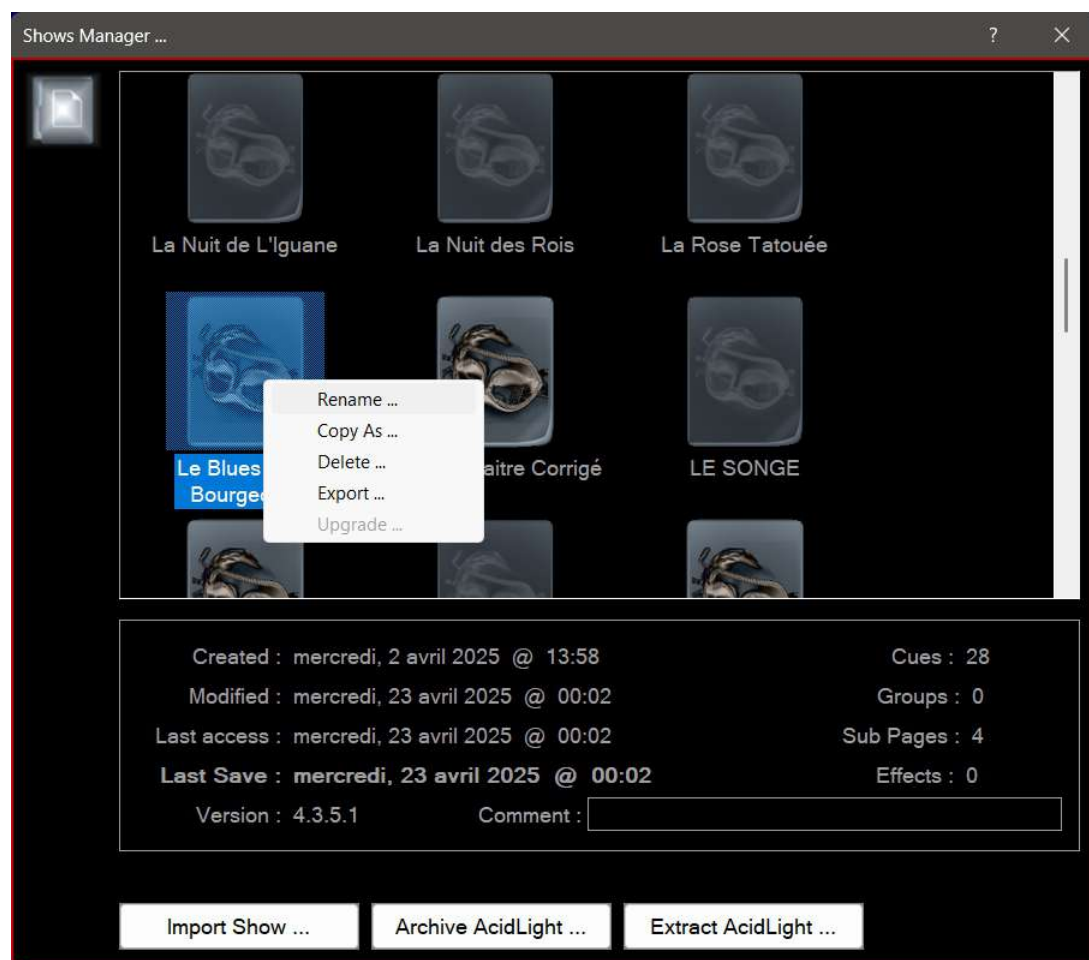 Shows Manager ...
?
La Nuit de L'Iguane
La Nuit des Rois
La Rose Tatouée
Le Blues
Bourge
aitre Corrigé
LE SONGE
Rename ...
Copy As ...
Delete ...
Export ...
Upgrade ...
Created : mercredi, 2 avril 2025 @ 13:58
Cues : 28
Modified : mercredi, 23 avril 2025 @ 00:02
Groups : 0
Last access : mercredi, 23 avril 2025 @ 00:02
Sub Pages : 4
Last Save : mercredi, 23 avril 2025 @ 00:02
Effects : 0
Version : 4.3.5.1
Comment :
Import Show ...
Archive AcidLight ...
Extract AcidLight ...